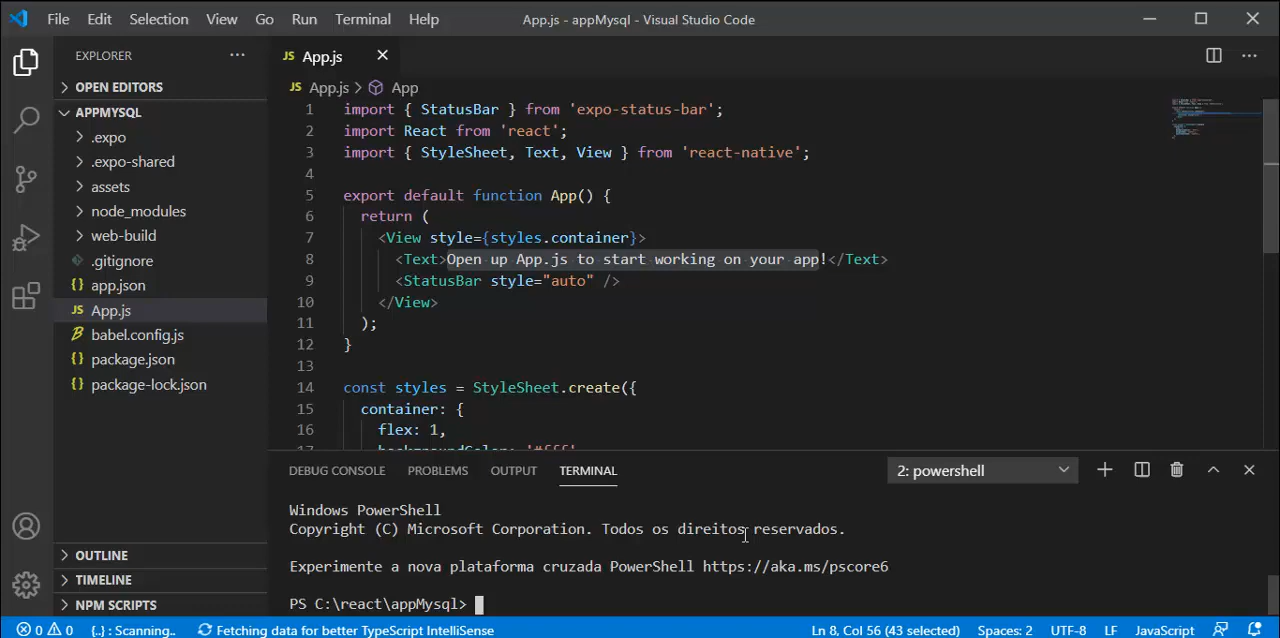 File Edit Selection View Go Run Terminal Help App.js - appMysql - Visual Studio Code
EXPLORER
OPEN EDITORS
APPMYSQL
.expo
.expo-shared
assets
node_modules
web-build
.gitignore
{} app.json
JS App.js
babel.config.js
{} package.json
{} package-lock.json
OUTLINE
TIMELINE
NPM SCRIPTS
JS App.js
JS App.js > App
1 import { StatusBar } from 'expo-status-bar';
2 import React from 'react';
3 import { StyleSheet, Text, View } from 'react-native';
4
5 export default function App() {
6 return (
7 <View style={styles.container}>
8 <Text>Open up App.js to start working on your app!</Text>
9 <StatusBar style="auto" />
10 </View>
11 );
12 }
13
14 const styles = StyleSheet.create({
15 container: {
16 flex: 1,
17 backgroundColor: '#fff',
DEBUG CONSOLE PROBLEMS OUTPUT TERMINAL 2: powershell
Windows PowerShell
Copyright (C) Microsoft Corporation. Todos os direitos reservados.
Experimente a nova plataforma cruzada PowerShell https://aka.ms/pscore6
PS C:\react\appMysql>
0 0 {..} : Scanning.. Fetching data for better TypeScript IntelliSense Ln 8, Col 56 (43 selected) Spaces: 2 UTF-8 LF JavaScript